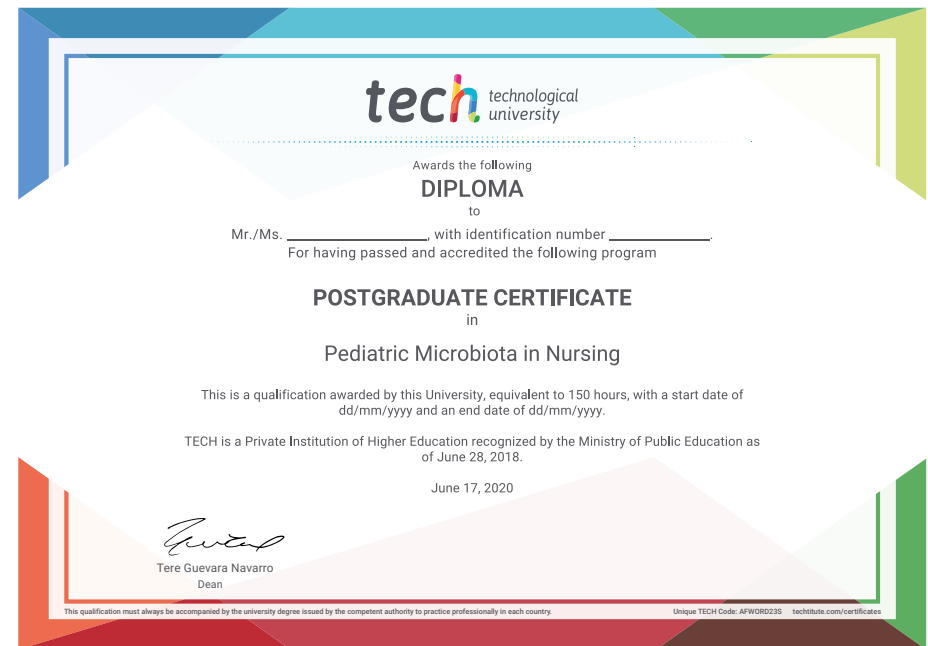 tech technological
university
Awards the following
DIPLOMA
to
Mr./Ms. ____________________, with identification number ______________.
For having passed and accredited the following program
POSTGRADUATE CERTIFICATE
in
Pediatric Microbiota in Nursing
This is a qualification awarded by this University, equivalent to 150 hours, with a start date of
dd/mm/yyyy and an end date of dd/mm/yyyy.
TECH is a Private Institution of Higher Education recognized by the Ministry of Public Education as
of June 28, 2018.
June 17, 2020
Tere Guevara Navarro
Dean
This qualification must always be accompanied by the university degree issued by the competent authority to practice professionally in each country. Unique TECH Code: AFWORD23S techtitute.com/certificates